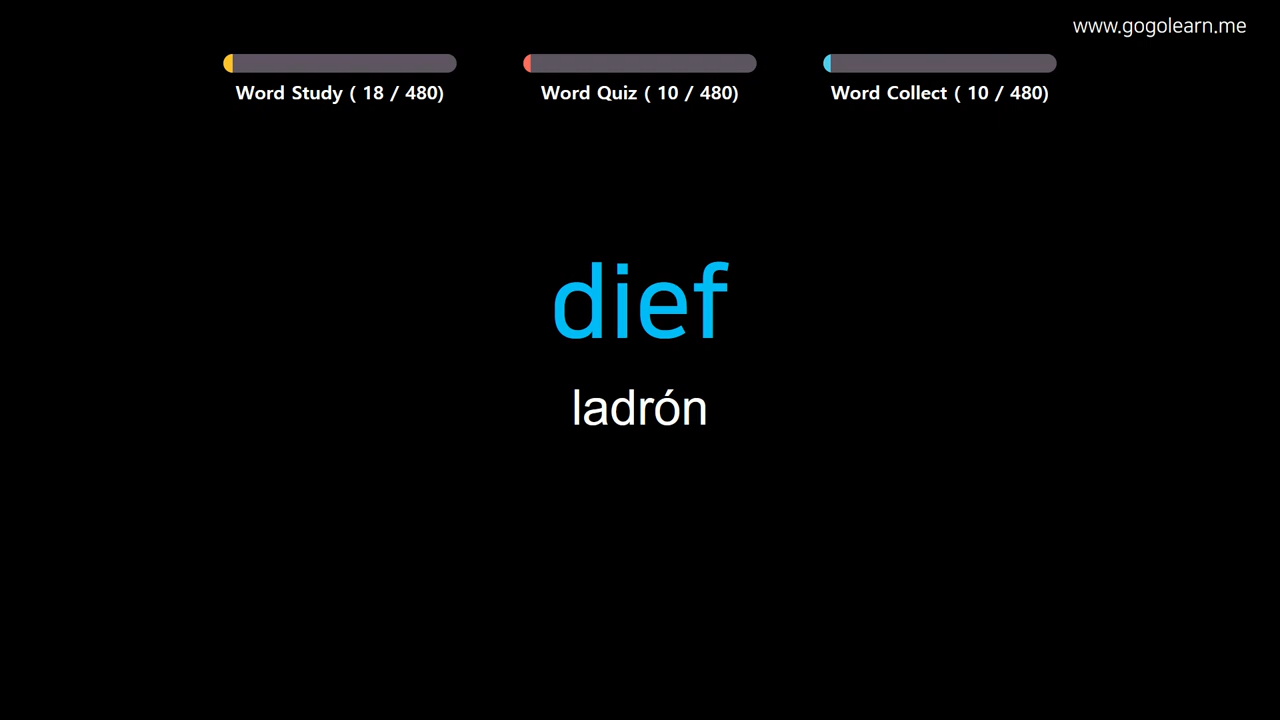 www.gogolearn.me
Word Study ( 18 / 480)
Word Quiz ( 10 / 480)
Word Collect ( 10 / 480)
dief
ladrón